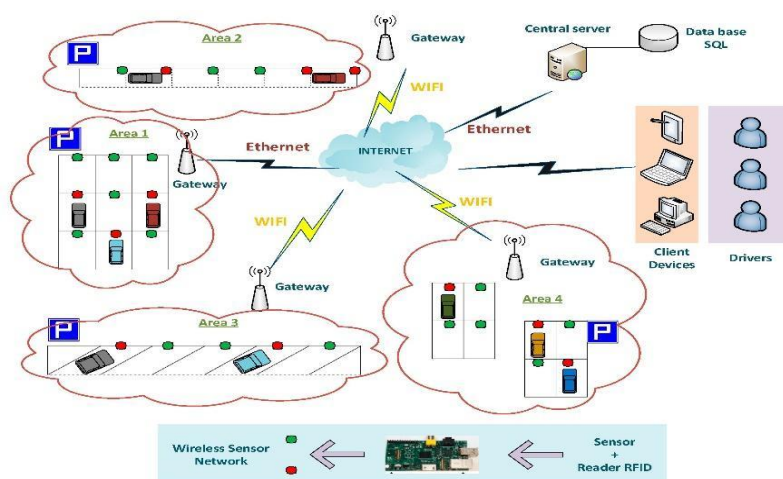 Area 2
P
Gateway
Central server
Data base
SQL
WIFI
Ethernet
P
Area 1
Ethernet
INTERNET
Gateway
WIFI
WIFI
Gateway
Gateway
Client
Devices
Drivers
P
Area 3
Area 4
P
Wireless Sensor
Network
Sensor
+
Reader RFID